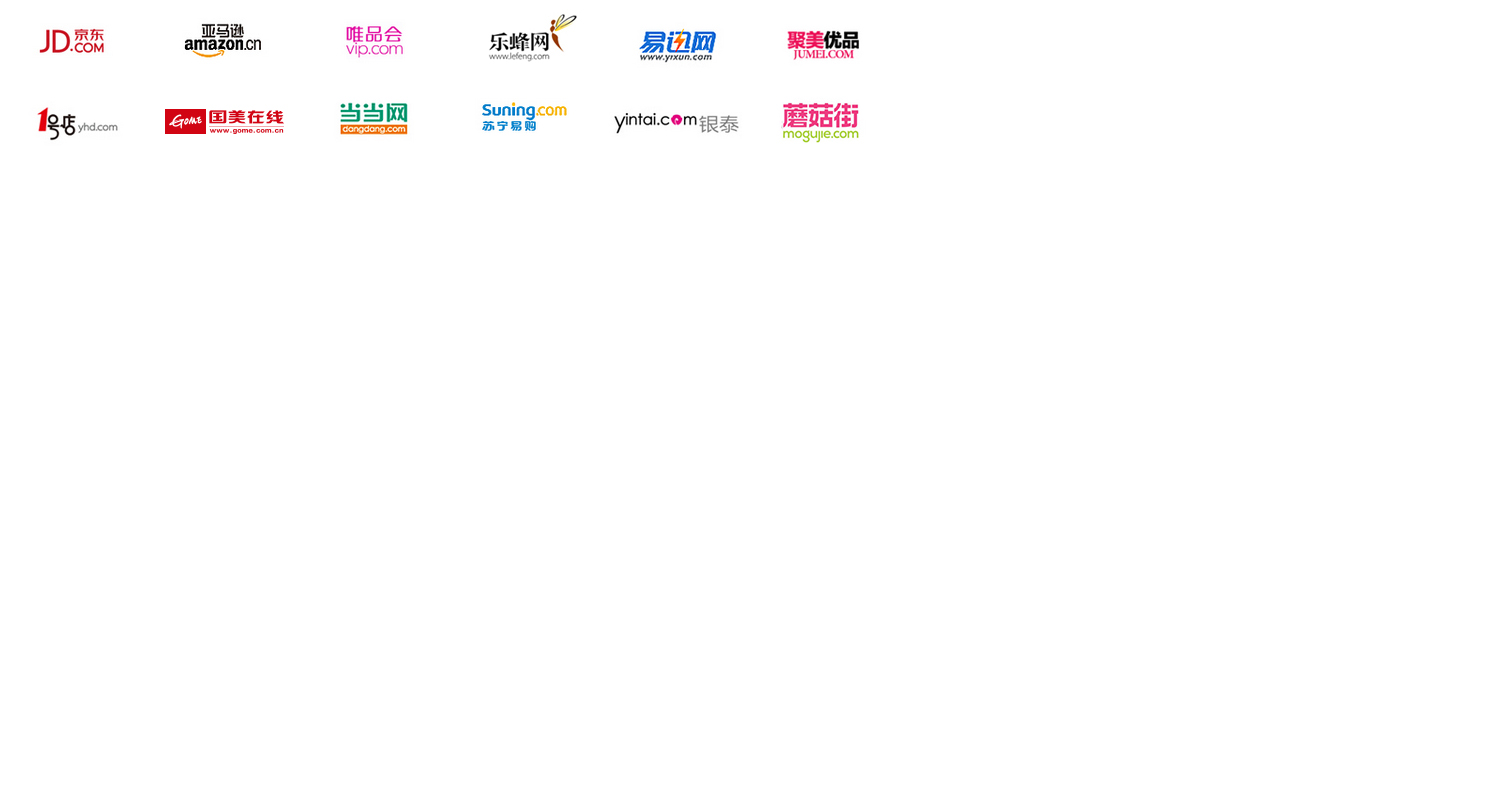 JD.COM 京东
亚马逊
amazon.cn
唯品会
vip.com
乐蜂网
www.lefeng.com
易迅网
www.yixun.com
聚美优品
JUMEI.COM
1号店 yhd.com
GOME 国美在线
www.gome.com.cn
当当网
dangdang.com
Suning.com
苏宁易购
yintai.com 银泰
蘑菇街
mogujie.com